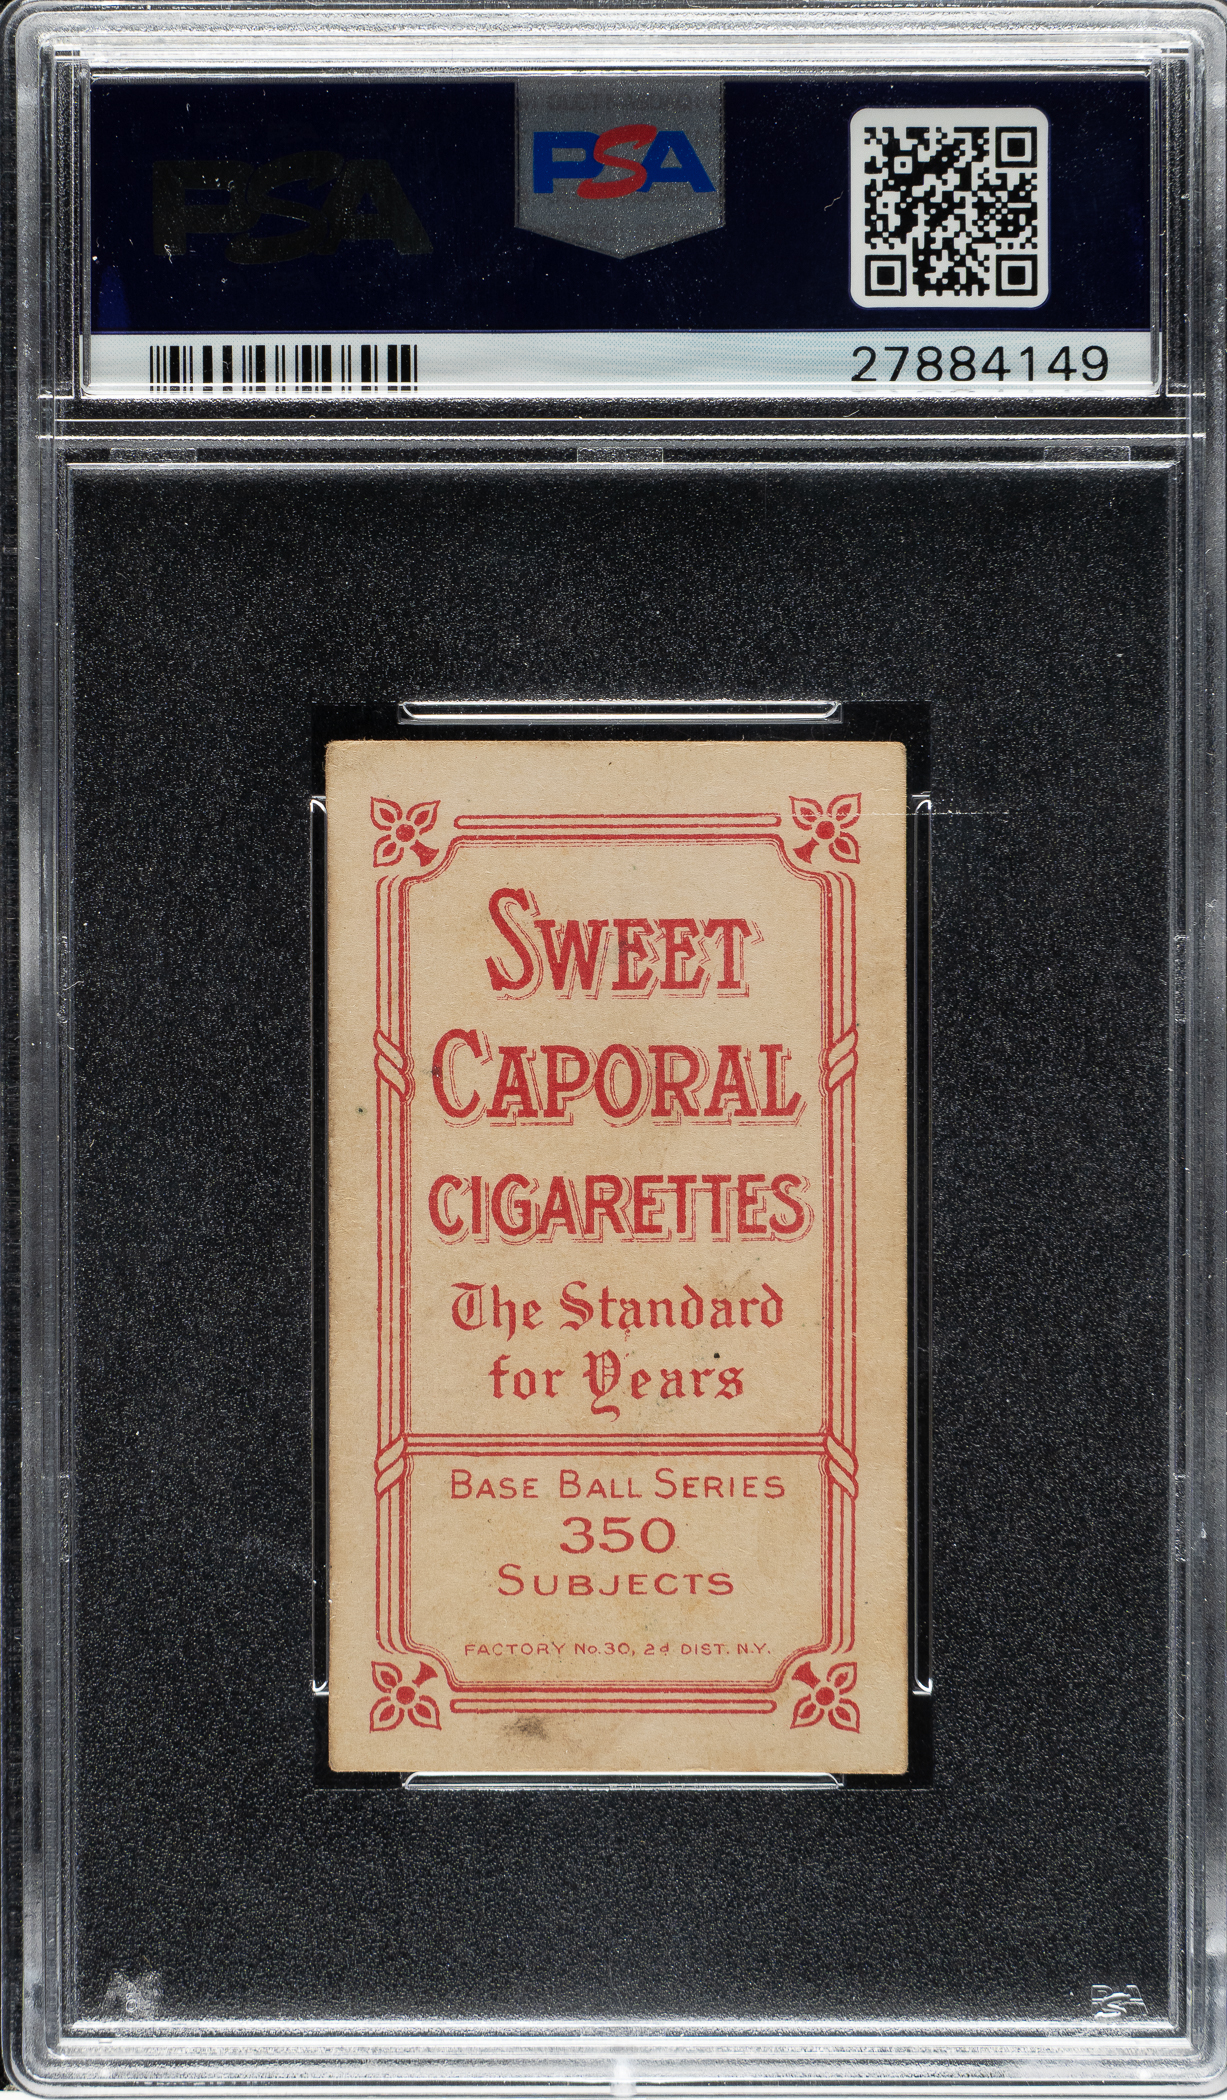 PSA
PSA
27884149
SWEET
CAPORAL
CIGARETTES
The Standard
for Years
BASE BALL SERIES
350
SUBJECTS
FACTORY No. 30, 2d DIST. N.Y.
PSA